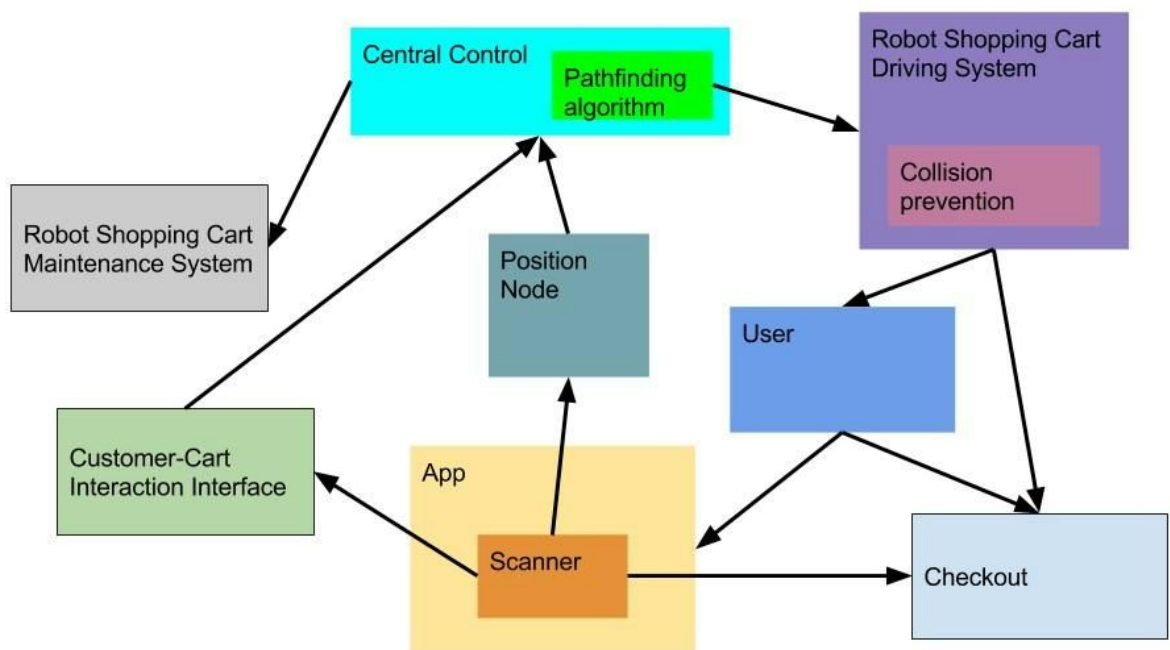 Central Control
Pathfinding
algorithm
Robot Shopping Cart
Driving System
Collision
prevention
Robot Shopping Cart
Maintenance System
Position
Node
User
Customer-Cart
Interaction Interface
App
Scanner
Checkout